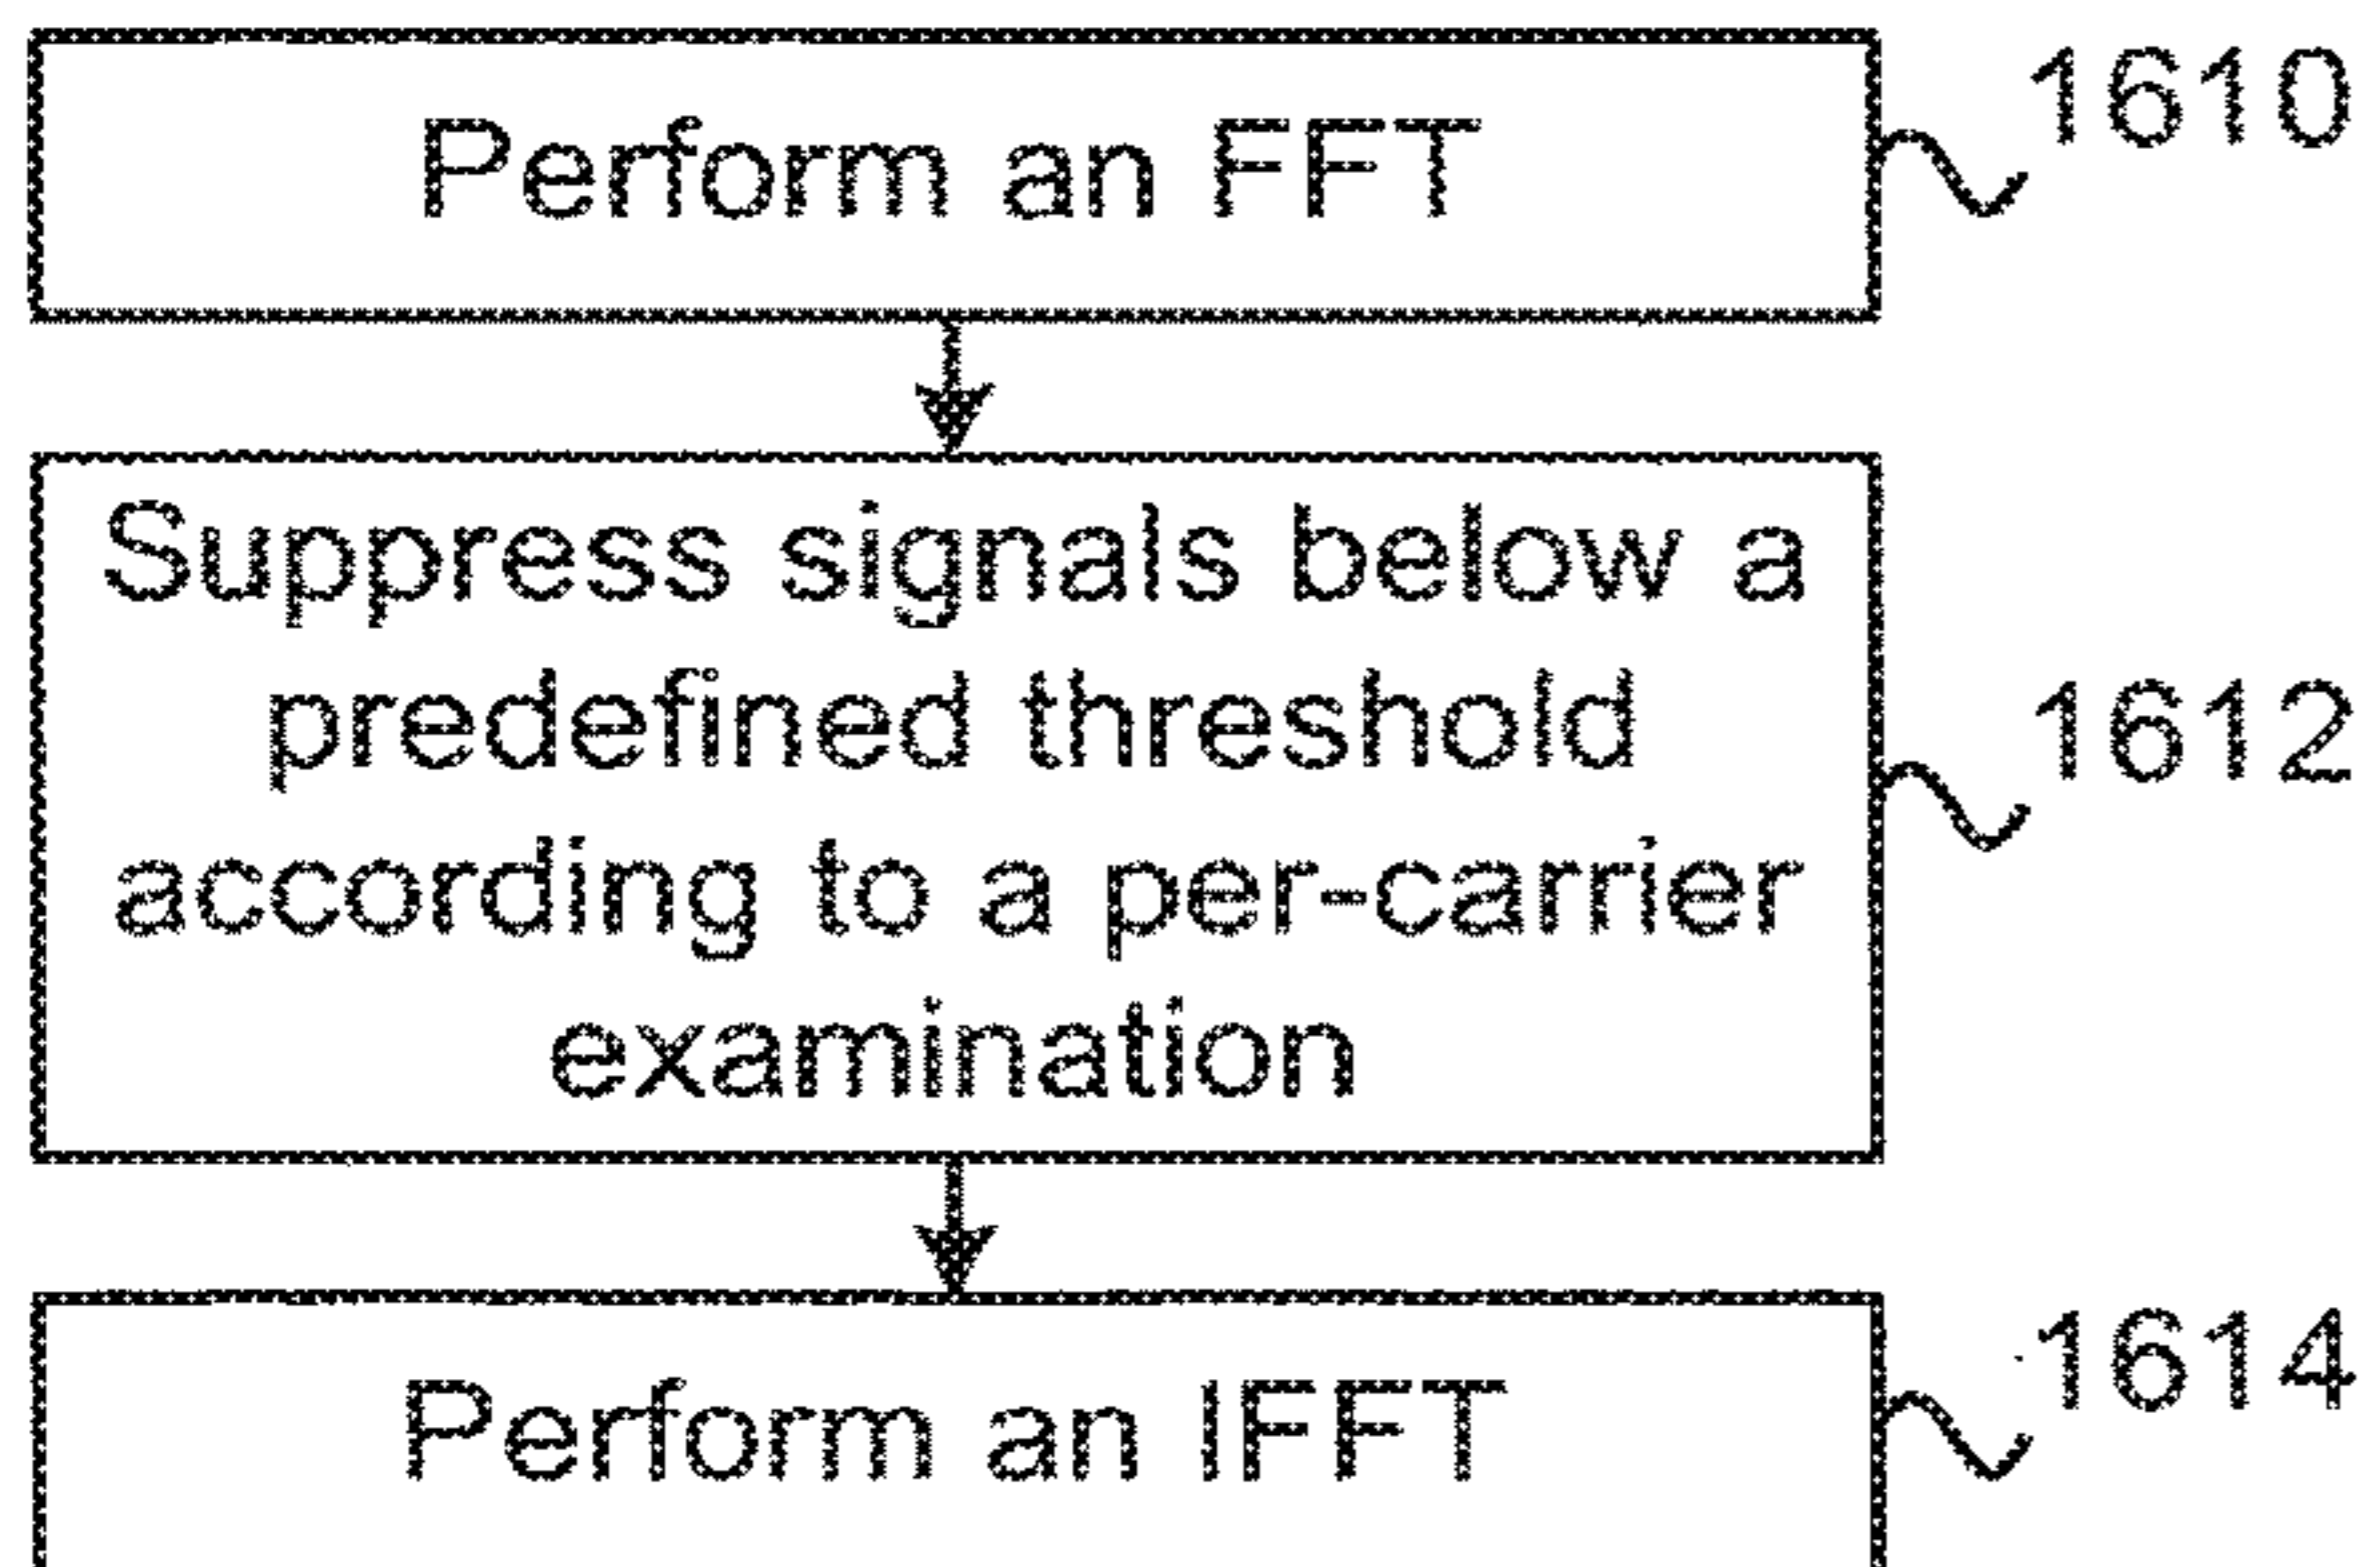 Perform an FFT
1610
Suppress signals below a
predefined threshold
according to a per-carrier
examination
1612
Perform an IFFT
1614